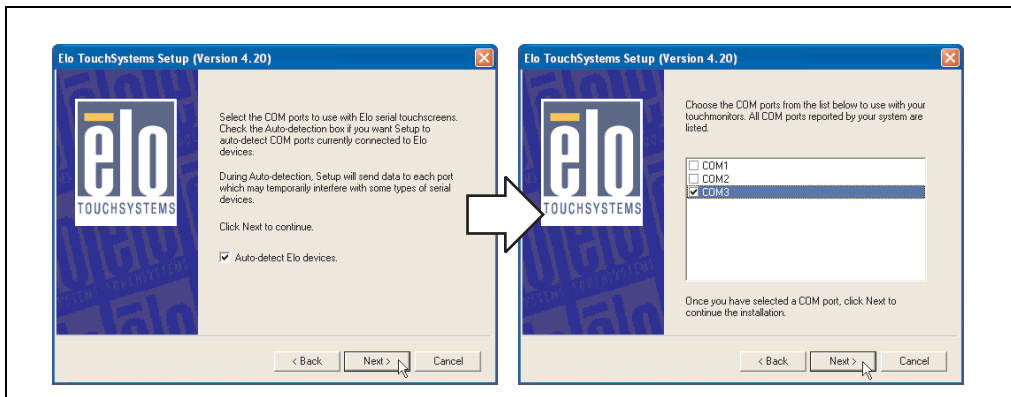 Elo TouchSystems Setup (Version 4.20)
elo
TOUCHSYSTEMS
Select the COM ports to use with Elo serial touchscreens.
Check the Auto-detection box if you want Setup to
auto-detect COM ports currently connected to Elo
devices.
During Auto-detection, Setup will send data to each port
which may temporarily interfere with some types of serial
devices.
Click Next to continue.
Auto-detect Elo devices.
< Back
Next >
Cancel
Elo TouchSystems Setup (Version 4.20)
ēlo
TOUCHSYSTEMS
Choose the COM ports from the list below to use with your
touchmonitors. All COM ports reported by your system are
listed.
COM1
COM2
COM3
Once you have selected a COM port, click Next to
continue the installation.
< Back
Next >
Cancel